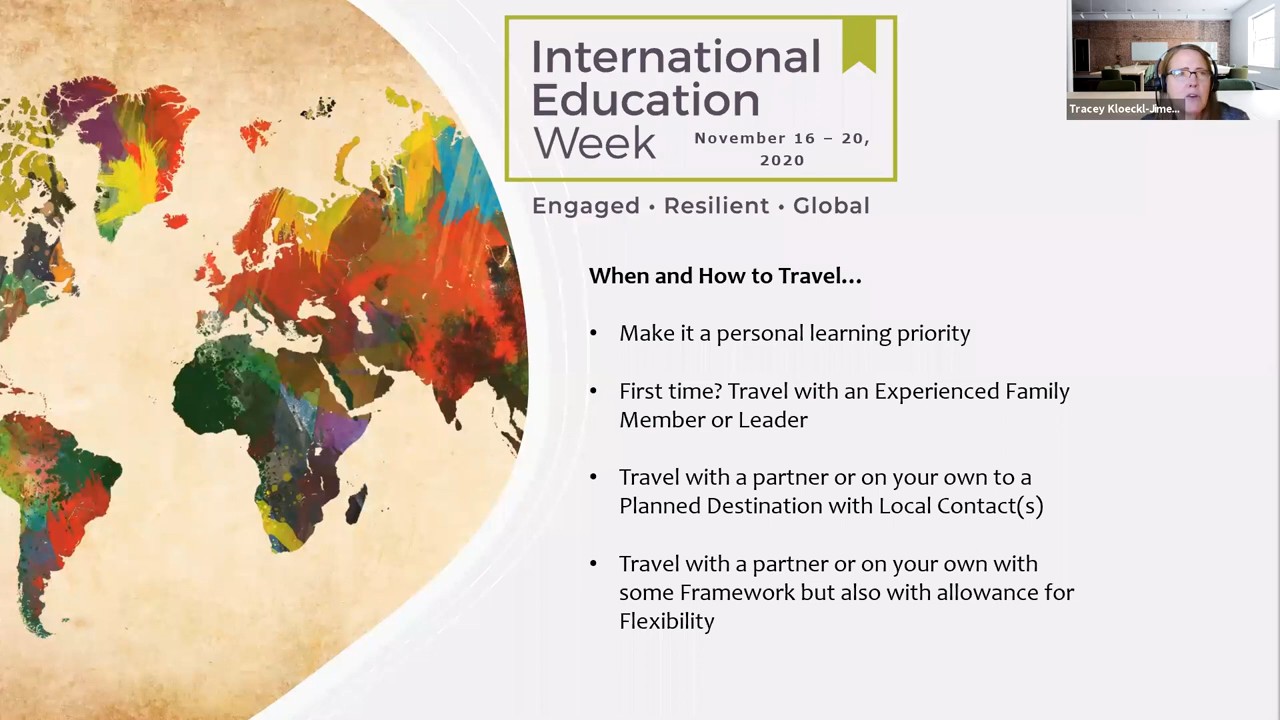 International
Education
Week
November 16 – 20,
2020
Engaged • Resilient • Global
Tracey Kloeckl-Jime...
When and How to Travel...
• Make it a personal learning priority
• First time? Travel with an Experienced Family
Member or Leader
• Travel with a partner or on your own to a
Planned Destination with Local Contact(s)
• Travel with a partner or on your own with
some Framework but also with allowance for
Flexibility